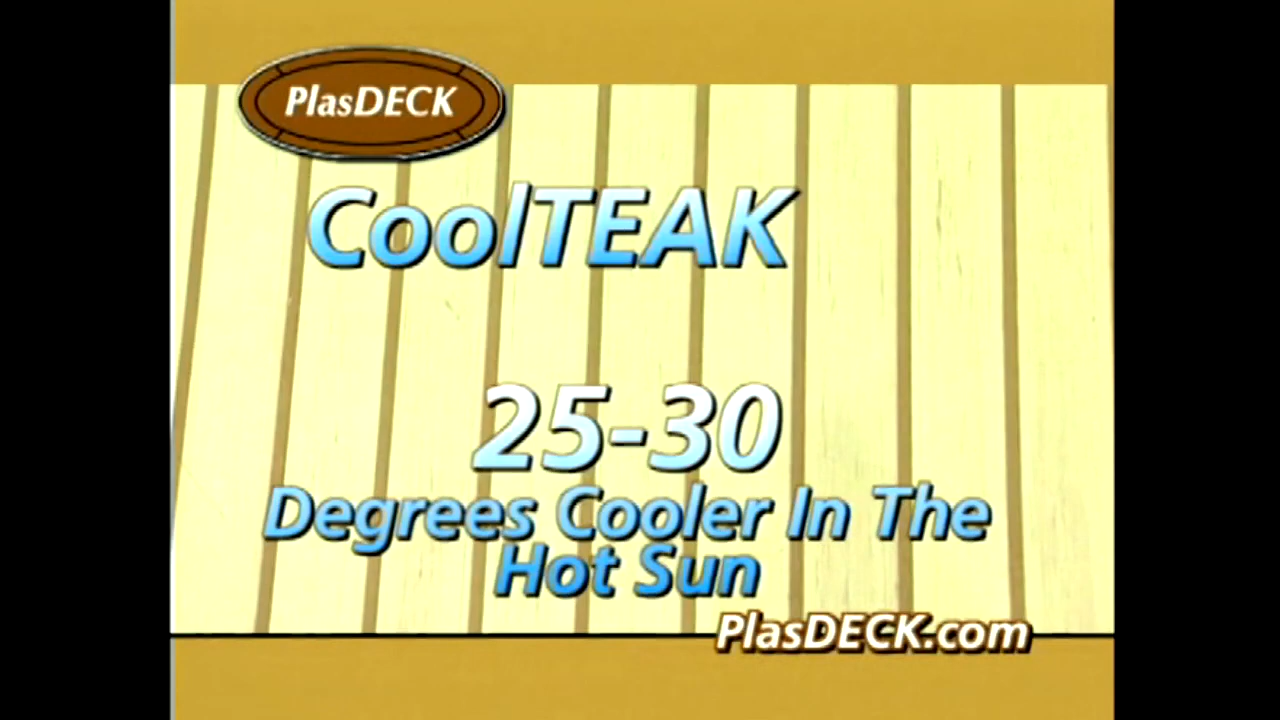 PlasDECK
CoolTEAK
25-30
Degrees Cooler In The
Hot Sun
PlasDECK.com